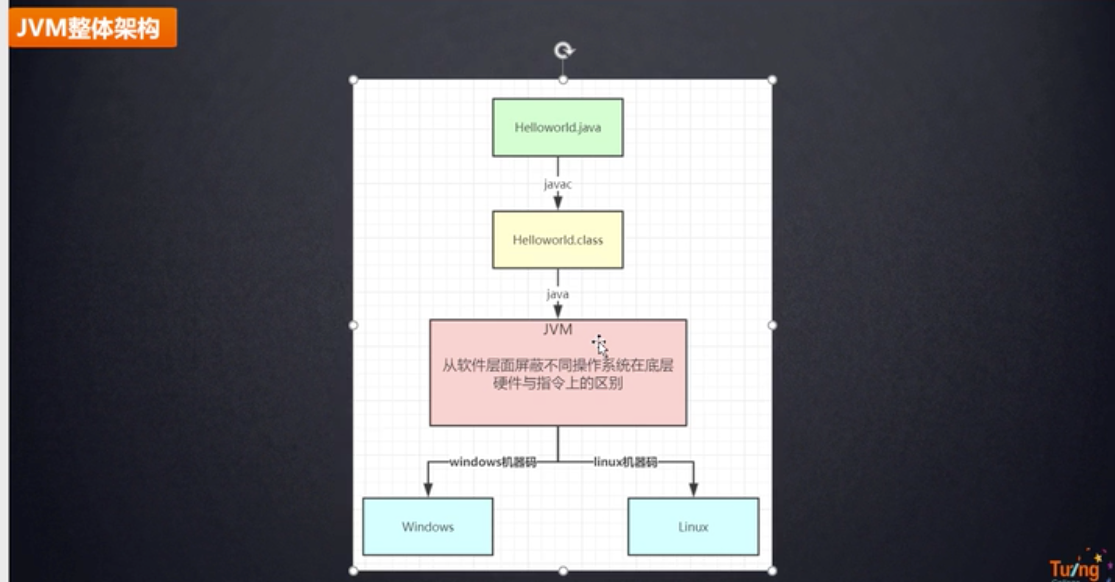 JVM整体架构
Helloworld.java
javac
Helloworld.class
java
JVM
从软件层面屏蔽不同操作系统在底层
硬件与指令上的区别
windows机器码
linux机器码
Windows
Linux
Tuling